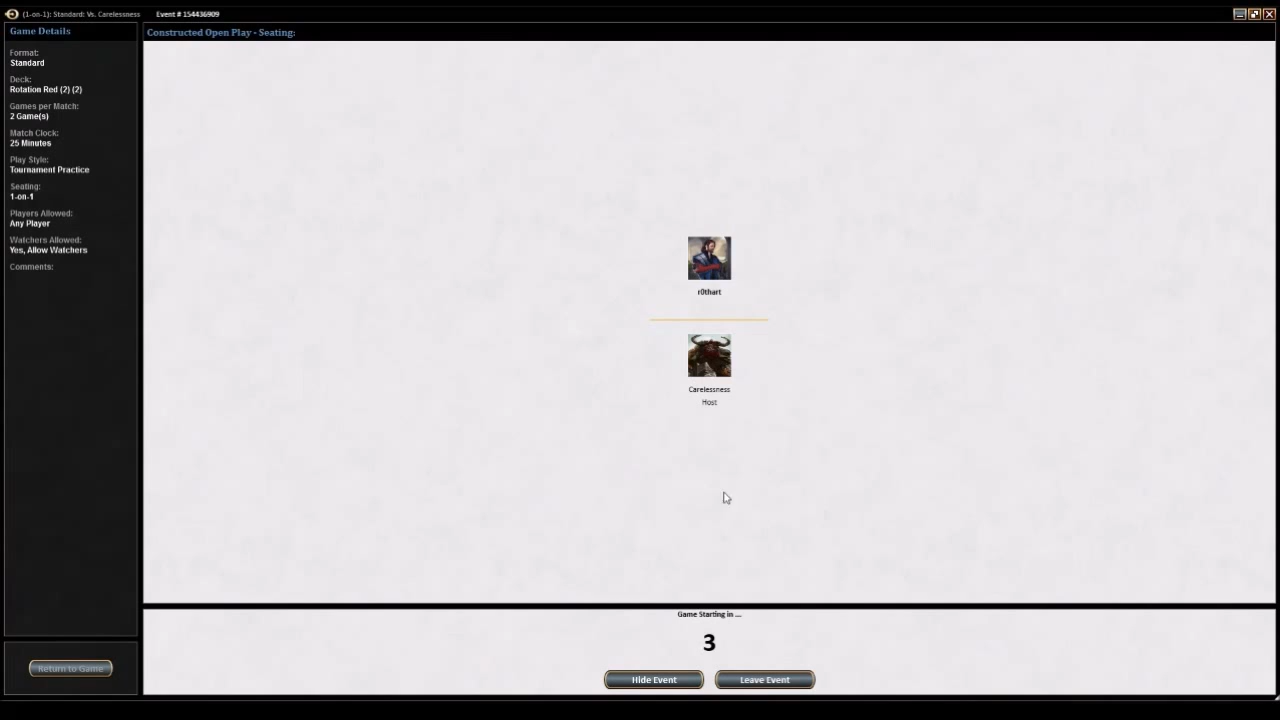 (1-on-1): Standard: Vs. Carelessness Event # 154436909
Game Details
Format:
Standard
Deck:
Rotation Red (2) (2)
Games per Match:
2 Game(s)
Match Clock:
25 Minutes
Play Style:
Tournament Practice
Seating:
1-on-1
Players Allowed:
Any Player
Watchers Allowed:
Yes, Allow Watchers
Comments:
Return to Game
Constructed Open Play - Seating:
r0thart
Carelessness
Host
Game Starting in ...
3
Hide Event
Leave Event